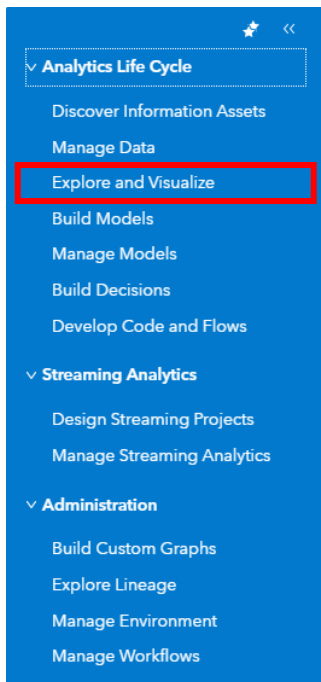 Analytics Life Cycle
Discover Information Assets
Manage Data
Explore and Visualize
Build Models
Manage Models
Build Decisions
Develop Code and Flows
Streaming Analytics
Design Streaming Projects
Manage Streaming Analytics
Administration
Build Custom Graphs
Explore Lineage
Manage Environment
Manage Workflows